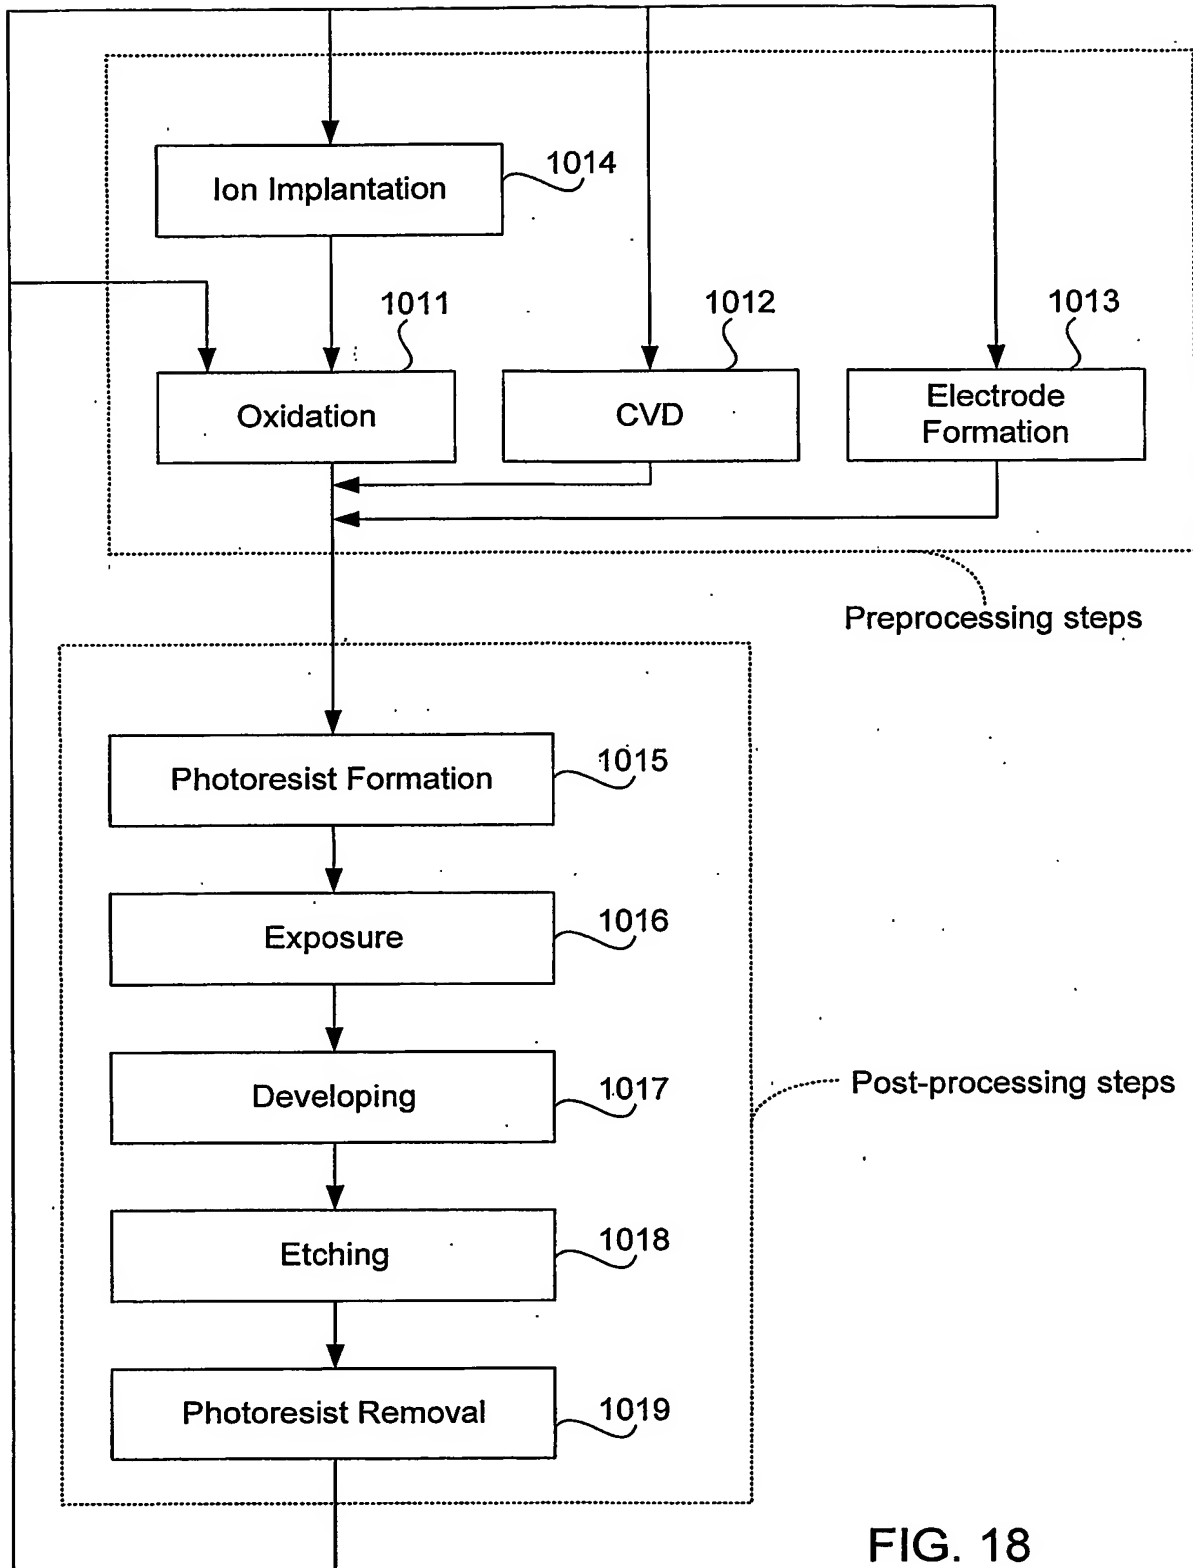 1014
Ion Implantation
1011
1012
1013
Oxidation
CVD
Electrode
Formation
Preprocessing steps
Photoresist Formation
1015
Exposure
1016
Developing
1017
Post-processing steps
Etching
1018
Photoresist Removal
1019
FIG. 18